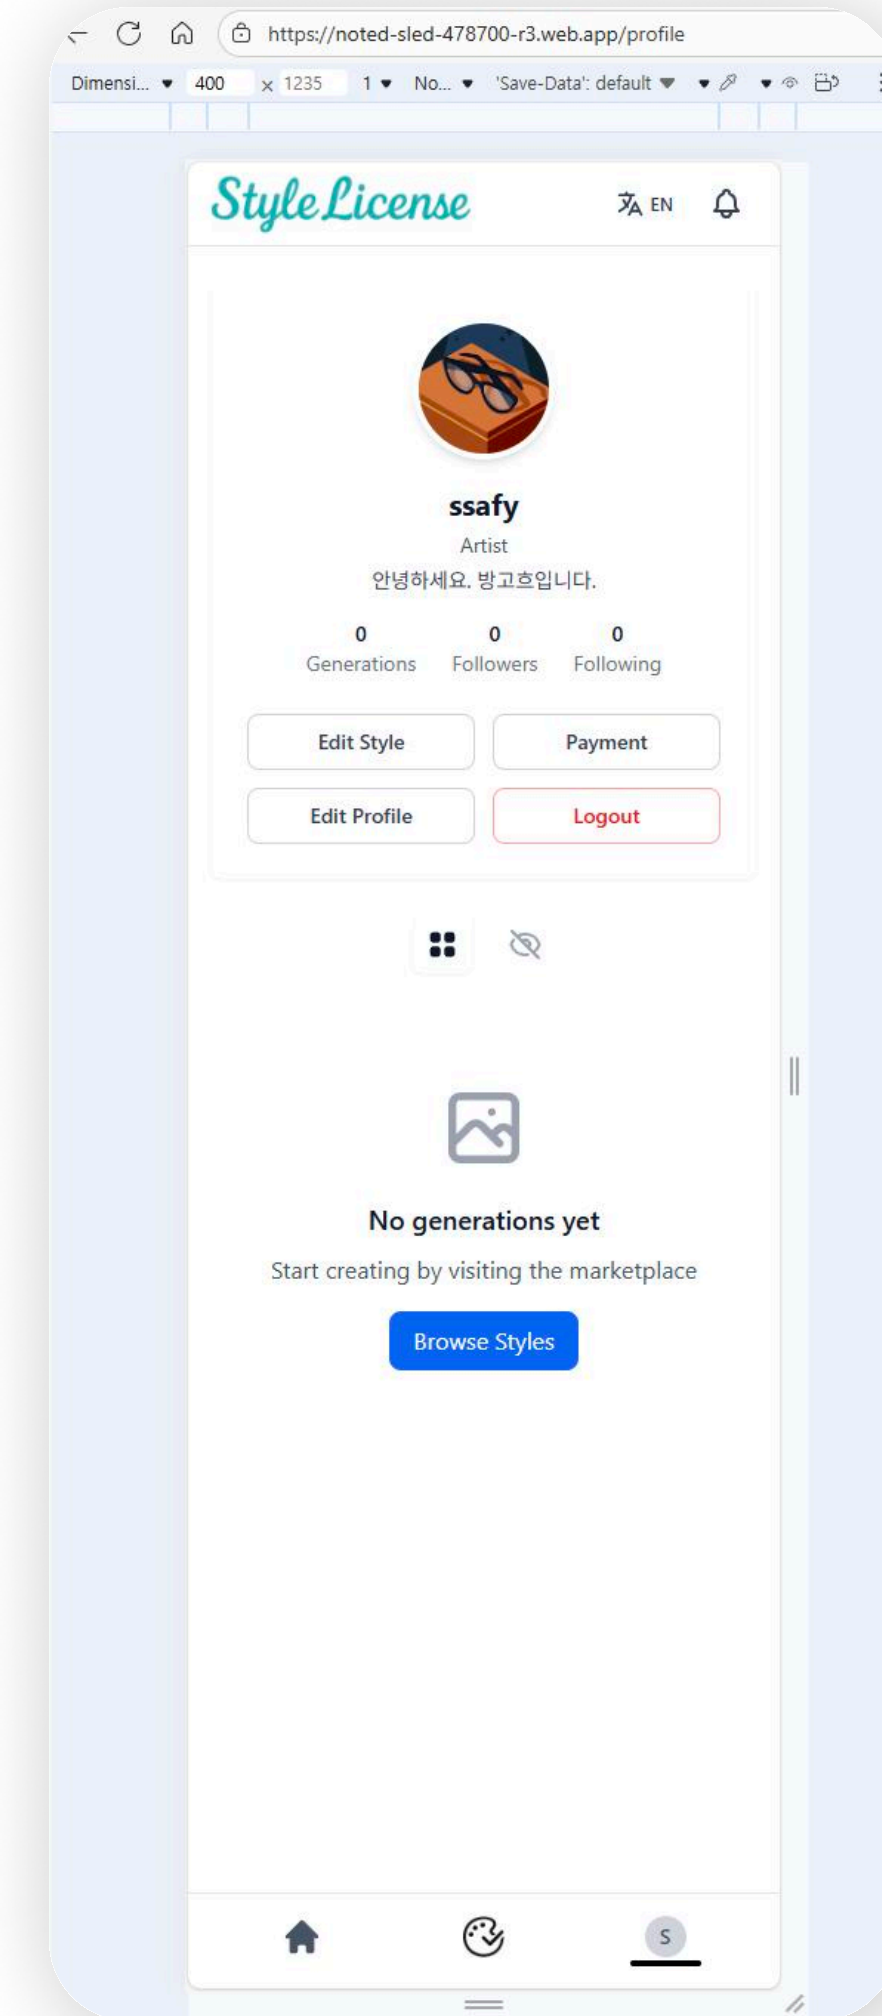 https://noted-sled-478700-r3.web.app/profile
Dimensi... 400 x 1235 1 No... 'Save-Data': default
StyleLicense EN
ssafy
Artist
안녕하세요. 방고흐입니다.
0 0 0
Generations Followers Following
Edit Style Payment
Edit Profile Logout
No generations yet
Start creating by visiting the marketplace
Browse Styles
S